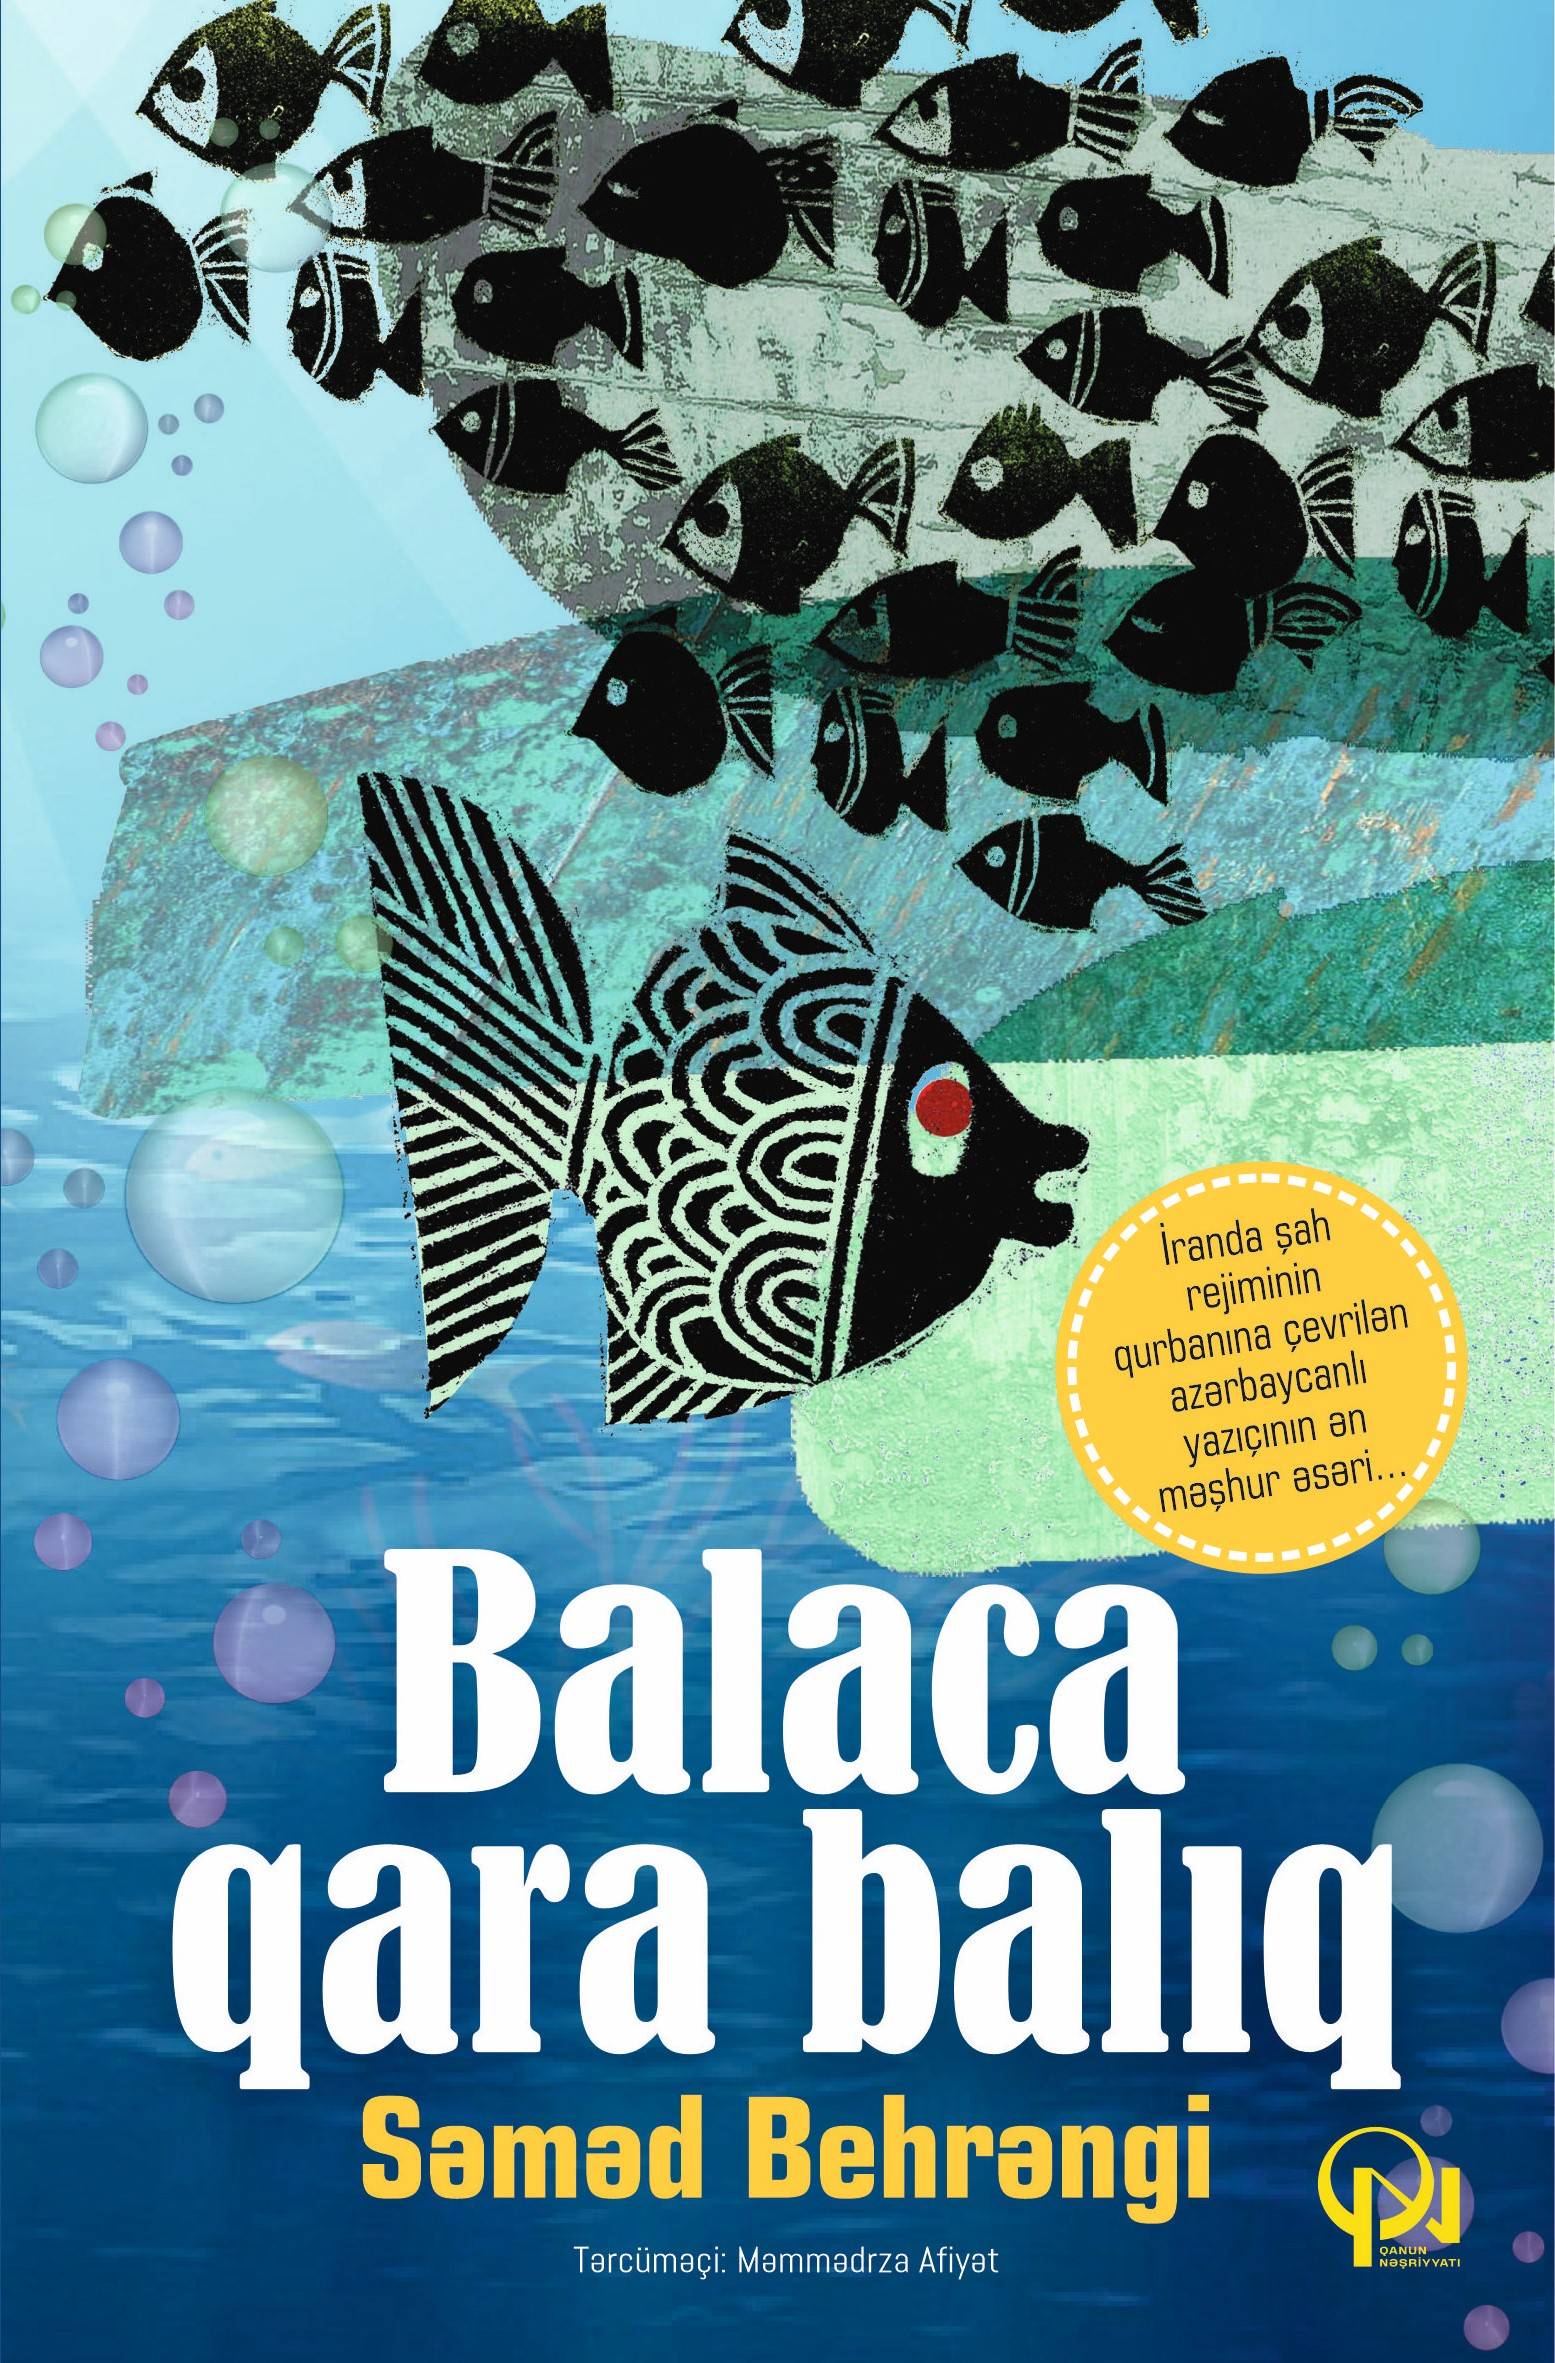 İranda şah
rejiminin
qurbanına çevrilən
azərbaycanlı
yazıçının ən
məşhur əsəri...
Balaca
qara balıq
Səməd Behrəngi
Tərcüməçi: Məmmədrza Afiyət
QANUN
NƏŞRİYYATI